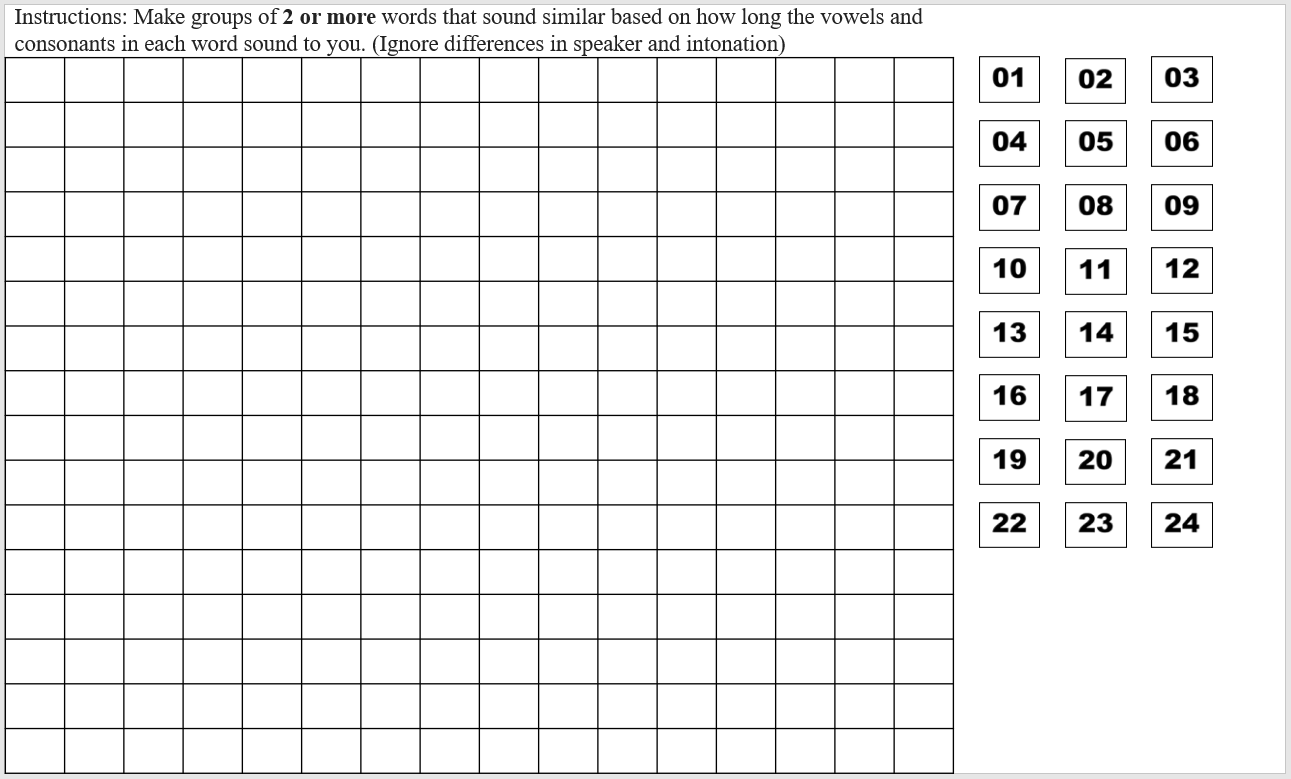 Instructions: Make groups of 2 or more words that sound similar based on how long the vowels and
consonants in each word sound to you. (Ignore differences in speaker and intonation)
01 02 03
04 05 06
07 08 09
10 11 12
13 14 15
16 17 18
19 20 21
22 23 24